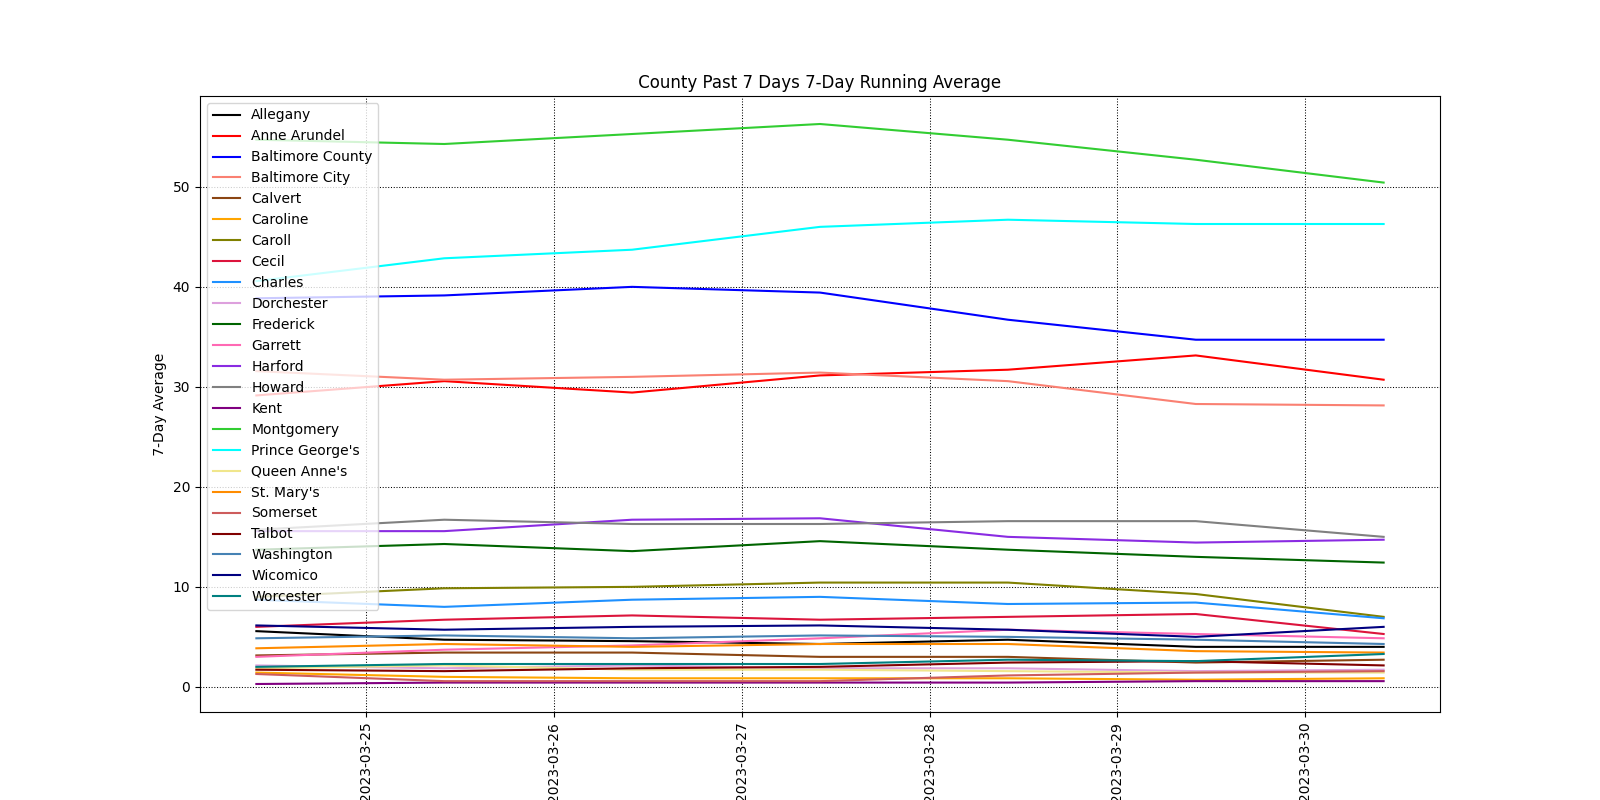 County Past 7 Days 7-Day Running Average
7-Day Average
50
40
30
20
10
0
Allegany
Anne Arundel
Baltimore County
Baltimore City
Calvert
Caroline
Caroll
Cecil
Charles
Dorchester
Frederick
Garrett
Harford
Howard
Kent
Montgomery
Prince George's
Queen Anne's
St. Mary's
Somerset
Talbot
Washington
Wicomico
Worcester
2023-03-25
2023-03-26
2023-03-27
2023-03-28
2023-03-29
2023-03-30